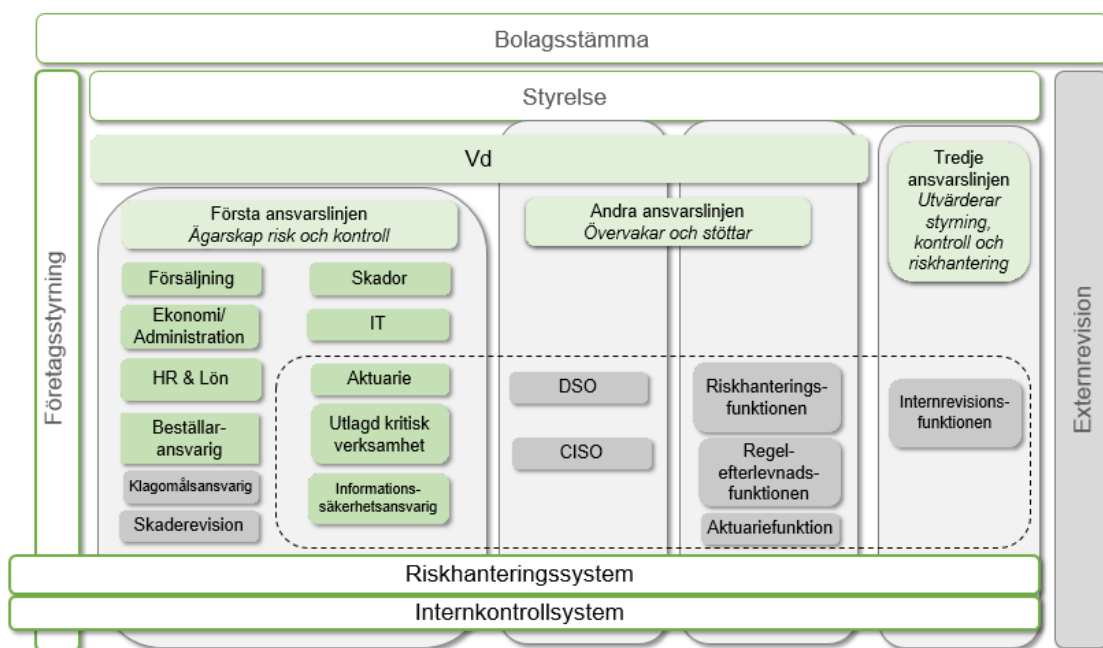 Bolagsstämma
Företagsstyrning
Styrelse
Externrevision
Vd
Första ansvarslinjen
Ägarskap risk och kontroll
Andra ansvarslinjen
Övervakar och stöttar
Tredje
ansvarslinjen
Utvärderar
styrning,
kontroll och
riskhantering
Försäljning
Skador
Ekonomi/
Administration
IT
HR & Lön
Aktuarie
Beställar-
ansvarig
Utlagd kritisk
verksamhet
Klagomålsansvarig
Informations-
säkerhetsansvarig
Skaderevision
DSO
CISO
Riskhanterings-
funktionen
Regel-
efterlevnads-
funktionen
Aktuariefunktion
Internrevisions-
funktionen
Riskhanteringssystem
Internkontrollsystem